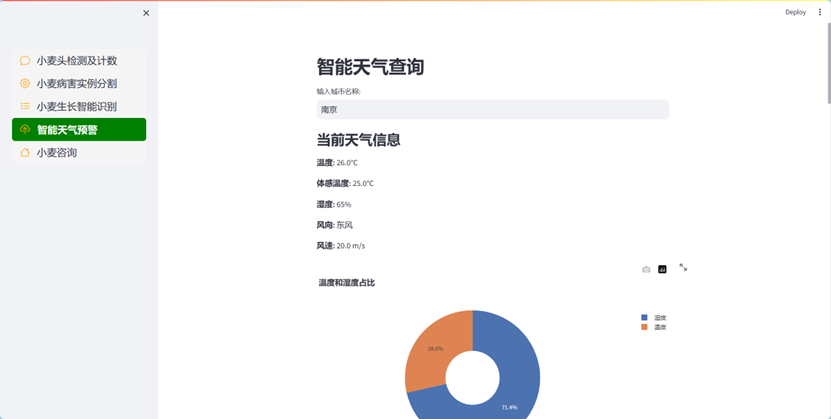 Deploy
小麦头检测及计数
小麦病害实例分割
小麦生长智能识别
智能天气预警
小麦咨询
智能天气查询
输入城市名称:
南京
当前天气信息
温度: 26.0°C
体感温度: 25.0°C
湿度: 65%
风向: 东风
风速: 20.0 m/s
温度和湿度占比
湿度
温度
28.6%
71.4%